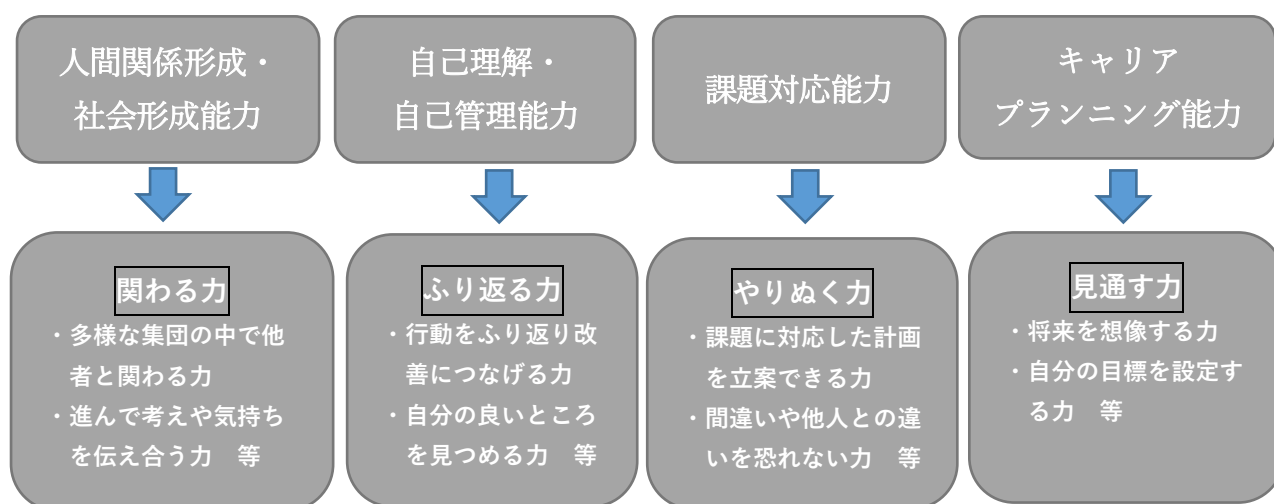 人間関係形成・
社会形成能力
自己理解・
自己管理能力
課題対応能力
キャリア
プランニング能力
関わる力
・多様な集団の中で他
者と関わる力
・進んで考えや気持ち
を伝え合う力　等
ふり返る力
・行動をふり返り改
善につなげる力
・自分の良いところ
を見つめる力　等
やりぬく力
・課題に対応した計画
を立案できる力
・間違いや他人との違
いを恐れない力　等
見通す力
・将来を想像する力
・自分の目標を設定す
る力　等